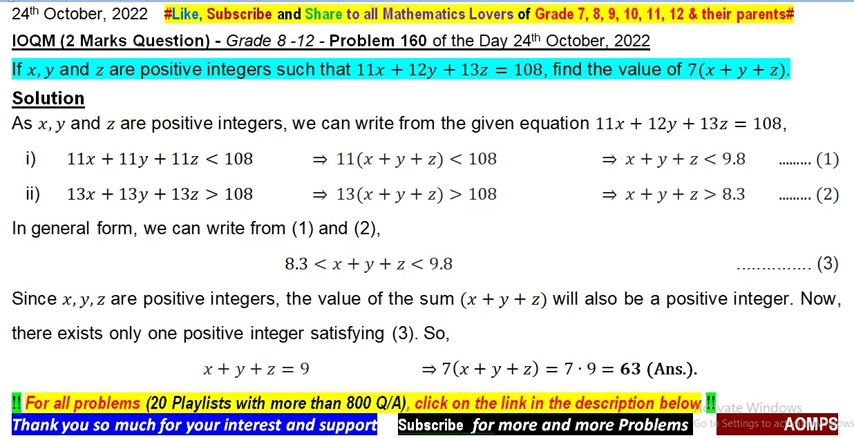 24th October, 2022 #Like, Subscribe and Share to all Mathematics Lovers of Grade 7, 8, 9, 10, 11, 12 & their parents#
IOQM (2 Marks Question) - Grade 8 -12 - Problem 160 of the Day 24th October, 2022
If x, y and z are positive integers such that 11x + 12y + 13z = 108, find the value of 7(x + y + z).
Solution
As x, y and z are positive integers, we can write from the given equation 11x + 12y + 13z = 108,
i) 11x + 11y + 11z < 108 ⇒ 11(x + y + z) < 108 ⇒ x + y + z < 9.8 ......... (1)
ii) 13x + 13y + 13z > 108 ⇒ 13(x + y + z) > 108 ⇒ x + y + z > 8.3 ......... (2)
In general form, we can write from (1) and (2),
8.3 < x + y + z < 9.8 .............. (3)
Since x, y, z are positive integers, the value of the sum (x + y + z) will also be a positive integer. Now,
there exists only one positive integer satisfying (3). So,
x + y + z = 9 ⇒ 7(x + y + z) = 7 · 9 = 63 (Ans.).
!! For all problems (20 Playlists with more than 800 Q/A), click on the link in the description below !!
vate Windows
Thank you so much for your interest and support Subscribe for more and more Problems
Go to Settings to ac
AOMPS
ows